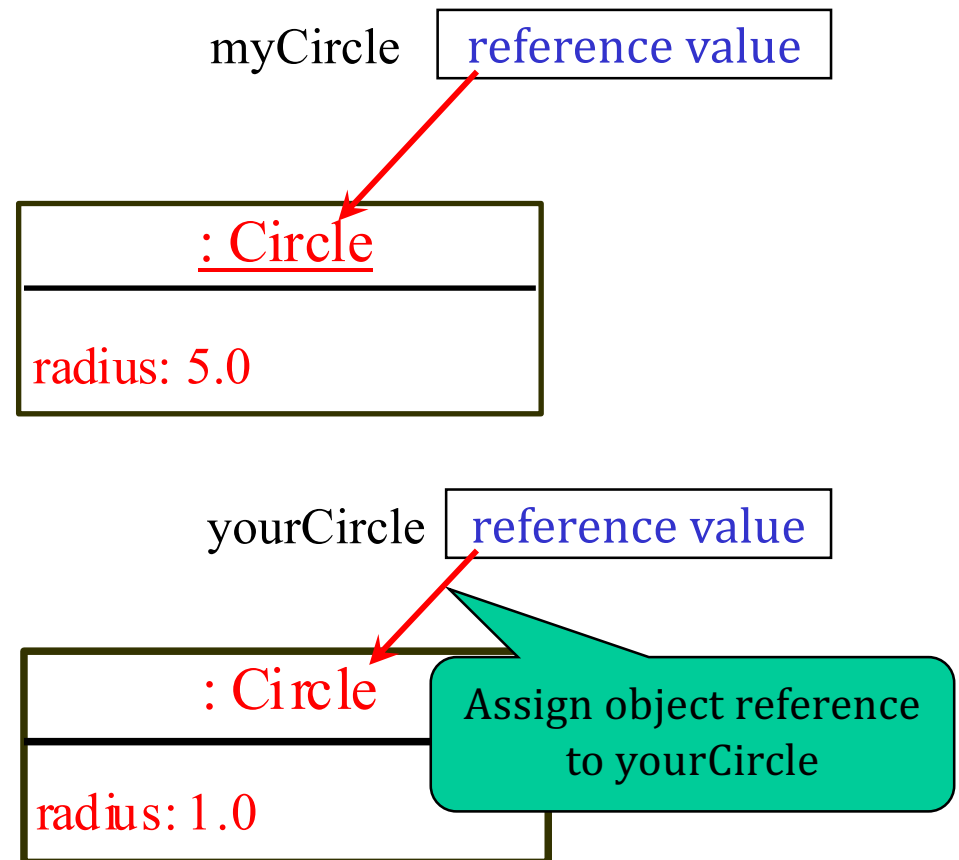 myCircle reference value
: Circle
radius: 5.0
yourCircle reference value
: Circle
Assign object reference
to yourCircle
radius: 1.0